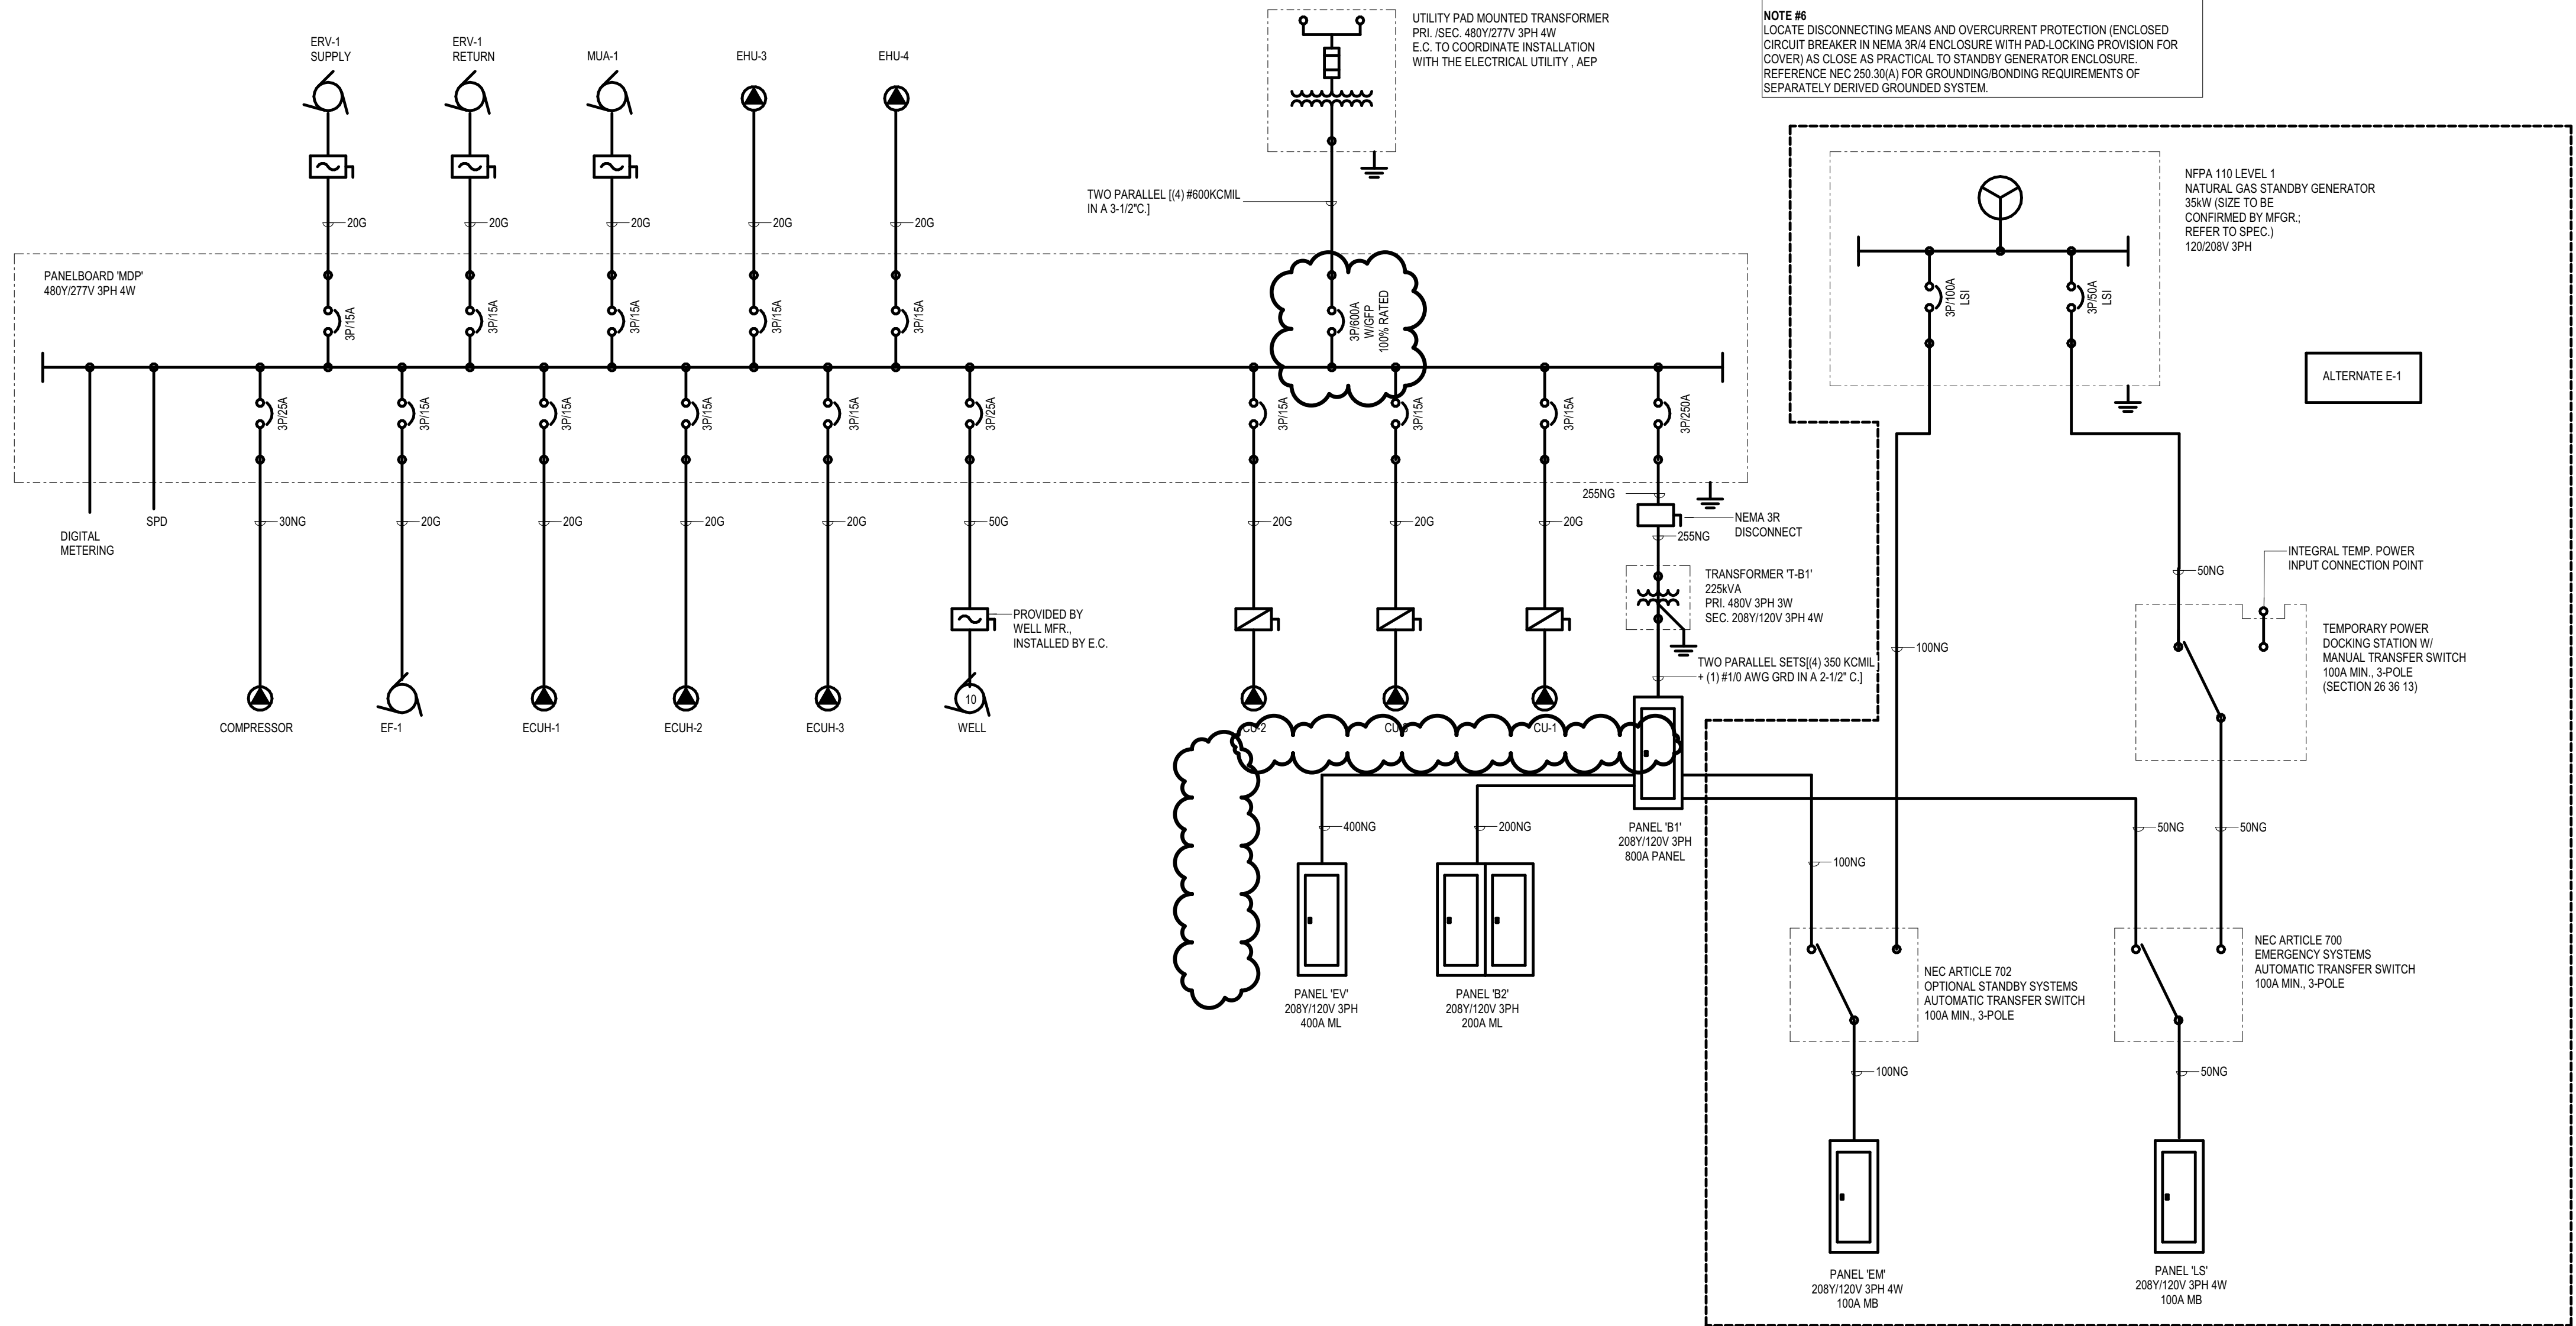 ERV-1
SUPPLY
ERV-1
RETURN
MUA-1
EHU-3
EHU-4
UTILITY PAD MOUNTED TRANSFORMER
PRI. /SEC. 480Y/277V 3PH 4W
E.C. TO COORDINATE INSTALLATION
WITH THE ELECTRICAL UTILITY , AEP
NOTE #6
LOCATE DISCONNECTING MEANS AND OVERCURRENT PROTECTION (ENCLOSED
CIRCUIT BREAKER IN NEMA 3R/4 ENCLOSURE WITH PAD-LOCKING PROVISION FOR
COVER) AS CLOSE AS PRACTICAL TO STANDBY GENERATOR ENCLOSURE.
REFERENCE NEC 250.30(A) FOR GROUNDING/BONDING REQUIREMENTS OF
SEPARATELY DERIVED GROUNDED SYSTEM.
TWO PARALLEL [(4) #600KCMIL
IN A 3-1/2"C.]
NFPA 110 LEVEL 1
NATURAL GAS STANDBY GENERATOR
35kW (SIZE TO BE
CONFIRMED BY MFGR.;
REFER TO SPEC.)
120/208V 3PH
20G
20G
20G
20G
20G
PANELBOARD 'MDP'
480Y/277V 3PH 4W
3P/15A
3P/15A
3P/15A
3P/15A
3P/15A
3P/600A
W/GFP
100% RATED
3P/100A
LSI
3P/50A
LSI
ALTERNATE E-1
3P/25A
3P/15A
3P/15A
3P/15A
3P/15A
3P/25A
3P/15A
3P/15A
3P/15A
3P/250A
DIGITAL
METERING
SPD
30NG
20G
20G
20G
20G
50G
20G
20G
20G
255NG
NEMA 3R
DISCONNECT
255NG
TRANSFORMER 'T-B1'
225kVA
PRI. 480V 3PH 3W
SEC. 208Y/120V 3PH 4W
INTEGRAL TEMP. POWER
INPUT CONNECTION POINT
50NG
PROVIDED BY
WELL MFR.,
INSTALLED BY E.C.
TEMPORARY POWER
DOCKING STATION W/
MANUAL TRANSFER SWITCH
100A MIN., 3-POLE
(SECTION 26 36 13)
100NG
TWO PARALLEL SETS[(4) 350 KCMIL
+ (1) #1/0 AWG GRD IN A 2-1/2" C.]
10
COMPRESSOR
EF-1
ECUH-1
ECUH-2
ECUH-3
WELL
CU-2
CU-1
400NG
200NG
PANEL 'B1'
208Y/120V 3PH
800A PANEL
50NG
50NG
100NG
PANEL 'EV'
208Y/120V 3PH
400A ML
PANEL 'B2'
208Y/120V 3PH
200A ML
NEC ARTICLE 702
OPTIONAL STANDBY SYSTEMS
AUTOMATIC TRANSFER SWITCH
100A MIN., 3-POLE
NEC ARTICLE 700
EMERGENCY SYSTEMS
AUTOMATIC TRANSFER SWITCH
100A MIN., 3-POLE
100NG
50NG
PANEL 'EM'
208Y/120V 3PH 4W
100A MB
PANEL 'LS'
208Y/120V 3PH 4W
100A MB